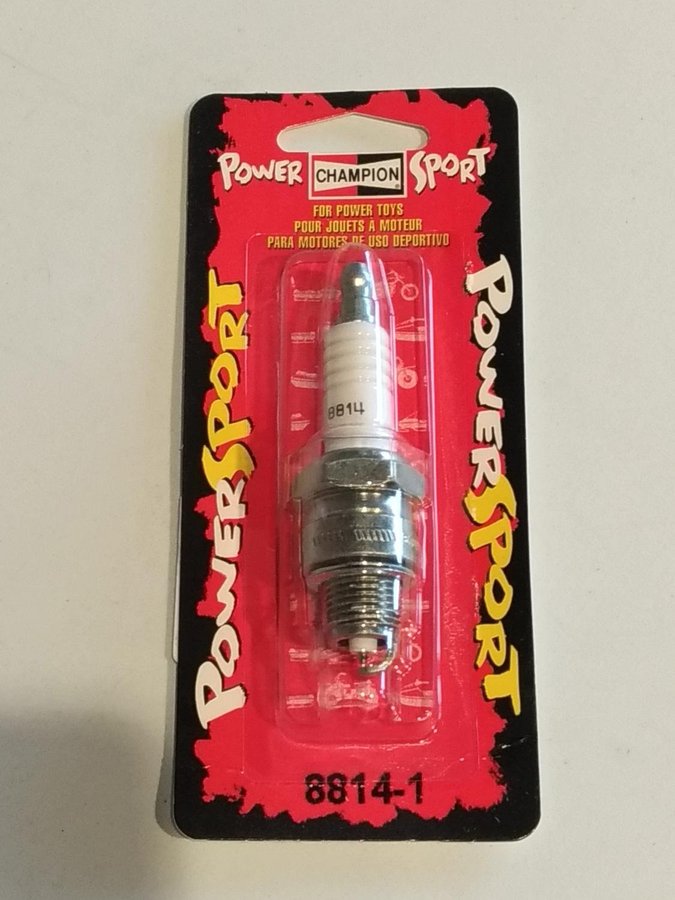 POWER CHAMPION SPORT
FOR POWER TOYS
POUR JOUETS À MOTEUR
PARA MOTORES DE USO DEPORTIVO
POWERSPORT
POWERSPORT
8814
8814-1